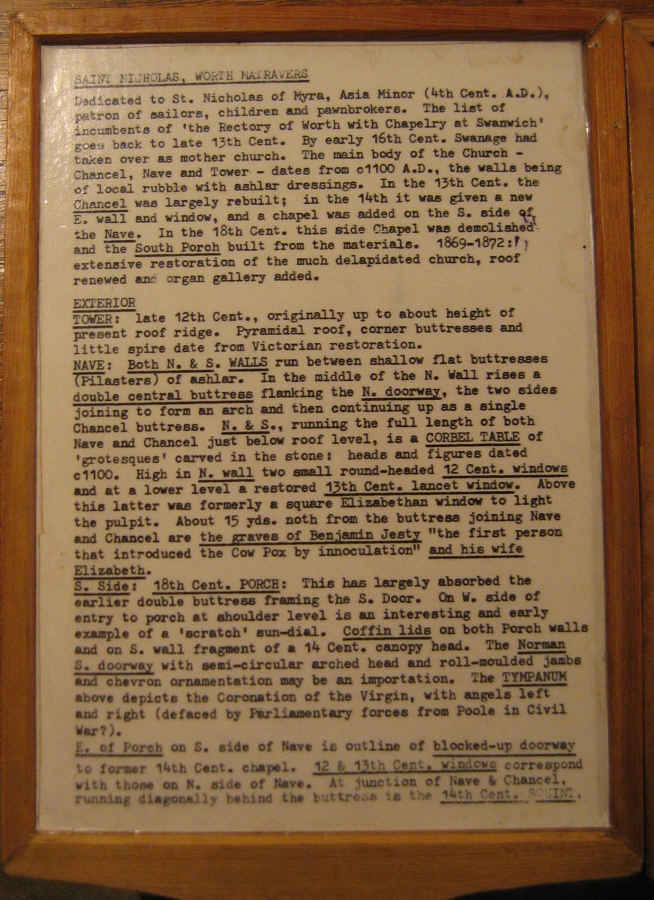 SAINT NICHOLAS, WORTH MATRAVERS
Dedicated to St. Nicholas of Myra, Asia Minor (4th Cent. A.D.),
patron of sailors, children and pawnbrokers. The list of
incumbents of 'the Rectory of Worth with Chapelry at Swanwich'
goes back to late 13th Cent. By early 16th Cent. Swanage had
taken over as mother church. The main body of the Church -
Chancel, Nave and Tower - dates from c1100 A.D., the walls being
of local rubble with ashlar dressings. In the 13th Cent. the
Chancel was largely rebuilt; in the 14th it was given a new
E. wall and window, and a chapel was added on the S. side of
the Nave. In the 18th Cent. this side Chapel was demolished
and the South Porch built from the materials. 1869-1872:
extensive restoration of the much delapidated church, roof
renewed and organ gallery added.
EXTERIOR
TOWER: late 12th Cent., originally up to about height of
present roof ridge. Pyramidal roof, corner buttresses and
little spire date from Victorian restoration.
NAVE: Both N. & S. WALLS run between shallow flat buttresses
(Pilasters) of ashlar. In the middle of the N. Wall rises a
double central buttress flanking the N. doorway, the two sides
joining to form an arch and then continuing up as a single
Chancel buttress. N. & S., running the full length of both
Nave and Chancel just below roof level, is a CORBEL TABLE of
'grotesques' carved in the stone: heads and figures dated
c1100. High in N. wall two small round-headed 12 Cent. windows
and at a lower level a restored 13th Cent. lancet window. Above
this latter was formerly a square Elizabethan window to light
the pulpit. About 15 yds. noth from the buttress joining Nave
and Chancel are the graves of Benjamin Jesty "the first person
that introduced the Cow Pox by innoculation" and his wife
Elizabeth.
S. Side: 18th Cent. PORCH: This has largely absorbed the
earlier double buttress framing the S. Door. On W. side of
entry to porch at shoulder level is an interesting and early
example of a 'scratch' sun-dial. Coffin lids on both Porch walls
and on S. wall fragment of a 14 Cent. canopy head. The Norman
S. doorway with semi-circular arched head and roll-moulded jambs
and chevron ornamentation may be an importation. The TYMPANUM
above depicts the Coronation of the Virgin, with angels left
and right (defaced by Parliamentary forces from Poole in Civil
War?).
E. of Porch on S. side of Nave is outline of blocked-up doorway
to former 14th Cent. chapel. 12 & 13th Cent. windows correspond
with those on N. side of Nave. At junction of Nave & Chancel,
running diagonally behind the buttress is the 14th Cent. SQUINT.